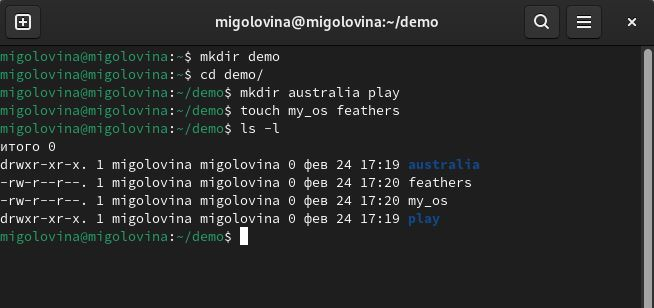 migolovina@migolovina:~/demo
migolovina@migolovina:~$ mkdir demo
migolovina@migolovina:~$ cd demo/
migolovina@migolovina:~/demo$ mkdir australia play
migolovina@migolovina:~/demo$ touch my_os feathers
migolovina@migolovina:~/demo$ ls -l
итого 0
drwxr-xr-x. 1 migolovina migolovina 0 фев 24 17:19 australia
-rw-r--r--. 1 migolovina migolovina 0 фев 24 17:20 feathers
-rw-r--r--. 1 migolovina migolovina 0 фев 24 17:20 my_os
drwxr-xr-x. 1 migolovina migolovina 0 фев 24 17:19 play
migolovina@migolovina:~/demo$